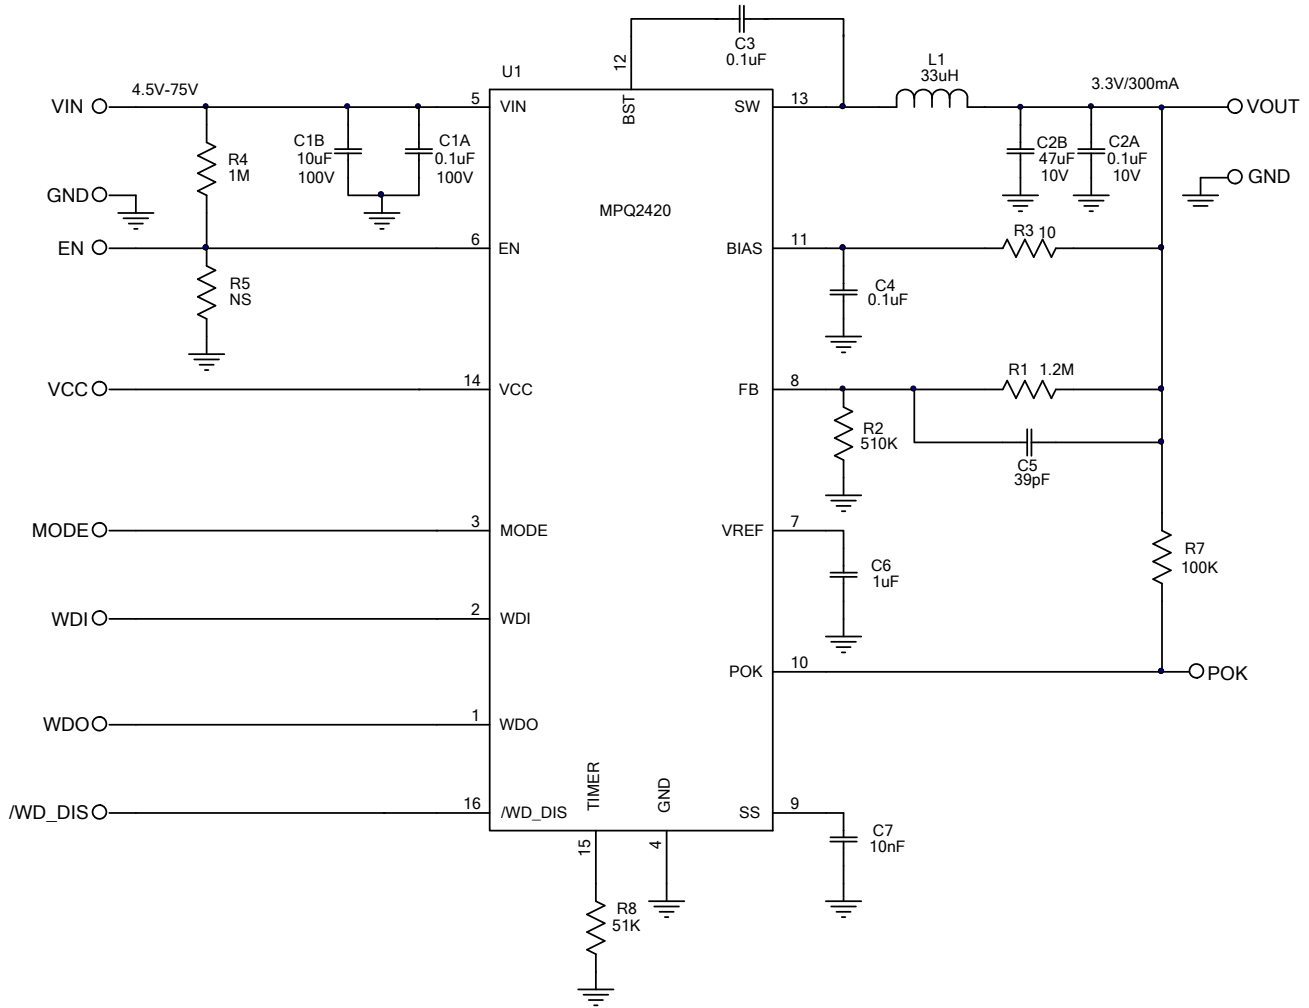 C3
0.1uF
12
U1
L1
33uH
4.5V-75V
3.3V/300mA
VIN
5
VIN
BST
SW
13
VOUT
C1B
10uF
100V
C1A
0.1uF
100V
C2B
47uF
10V
C2A
0.1uF
10V
R4
1M
GND
GND
MPQ2420
EN
6
EN
BIAS
11
R3 10
R5
NS
C4
0.1uF
VCC
14
VCC
FB
8
R1 1.2M
R2
510K
C5
39pF
MODE
3
MODE
VREF
7
C6
1uF
R7
100K
WDI
2
WDI
POK
10
POK
WDO
1
WDO
TIMER
GND
/WD_DIS
16
/WD_DIS
SS
9
C7
10nF
15
4
R8
51K